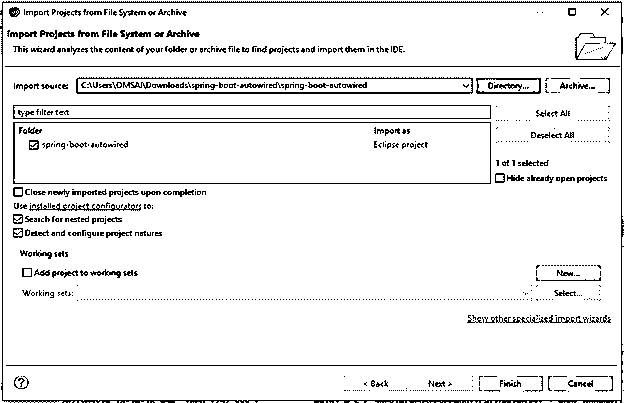 Import Projects from File System or Archive
Import Projects from File System or Archive
This wizard analyzes the content of your folder or archive file to find projects and import them in the IDE.
Import source: C:\Users\OMSAI\Downloads\spring-boot-autowired\spring-boot-autowired Directory... Archive...
type filter text Select All
Folder Import as Deselect All
spring-boot-autowired Eclipse project
1 of 1 selected
Hide already open projects
Close newly imported projects upon completion
Use installed project configurators to:
Search for nested projects
Detect and configure project natures
Working sets
Add project to working sets New...
Working sets: Select...
Show other specialized import wizards
? < Back Next > Finish Cancel